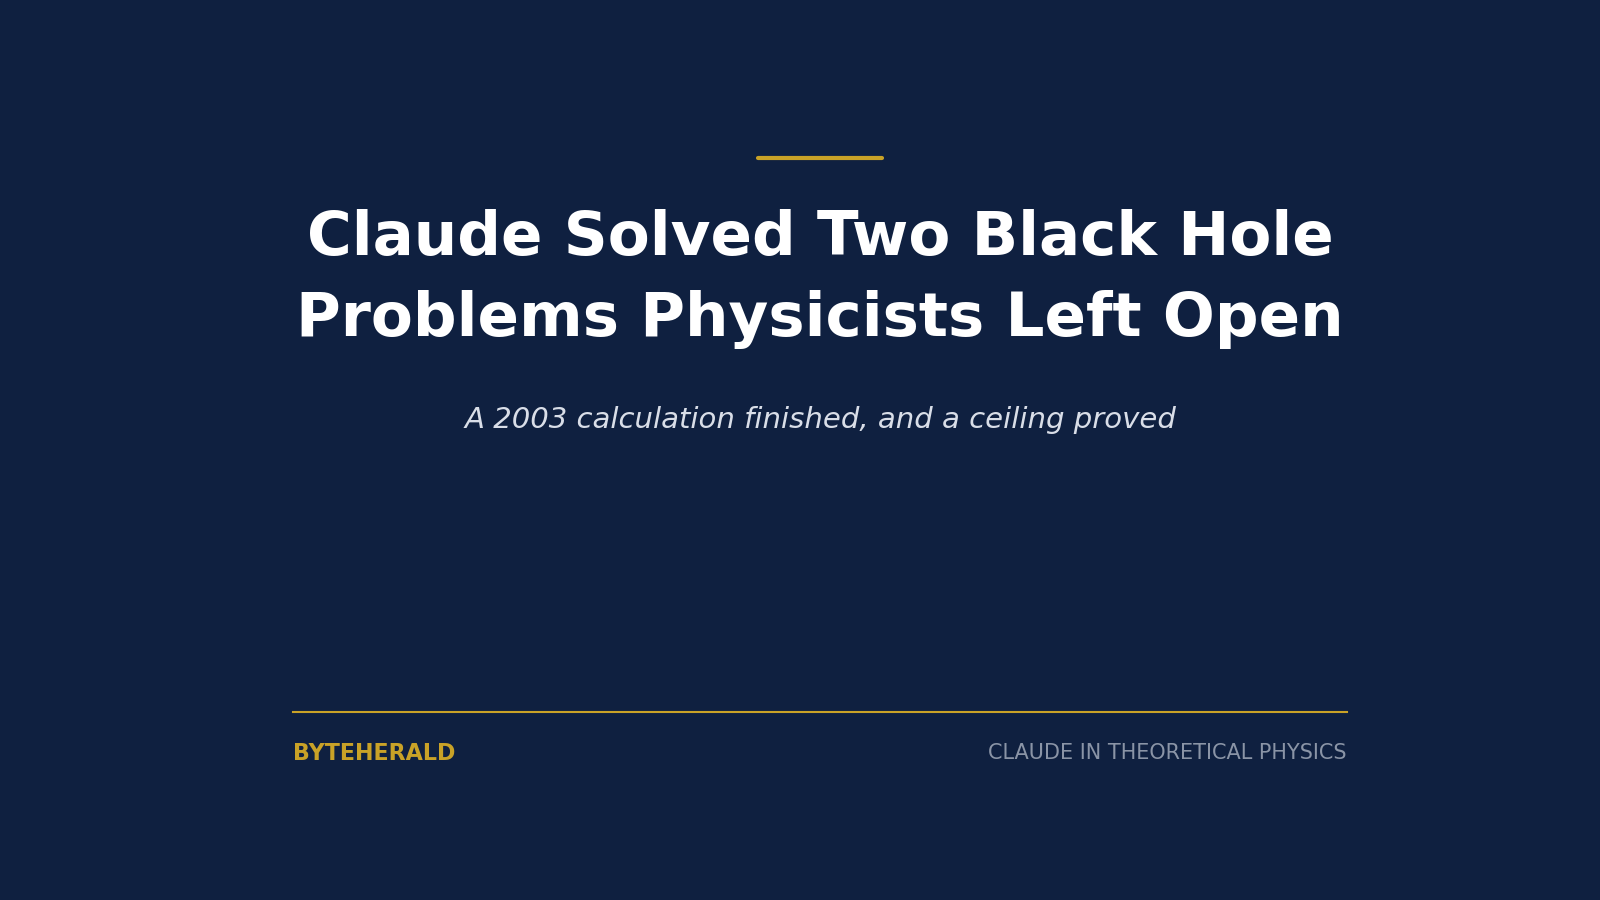 Claude Solved Two Black Hole
Problems Physicists Left Open
A 2003 calculation finished, and a ceiling proved
BYTEHERALD
CLAUDE IN THEORETICAL PHYSICS